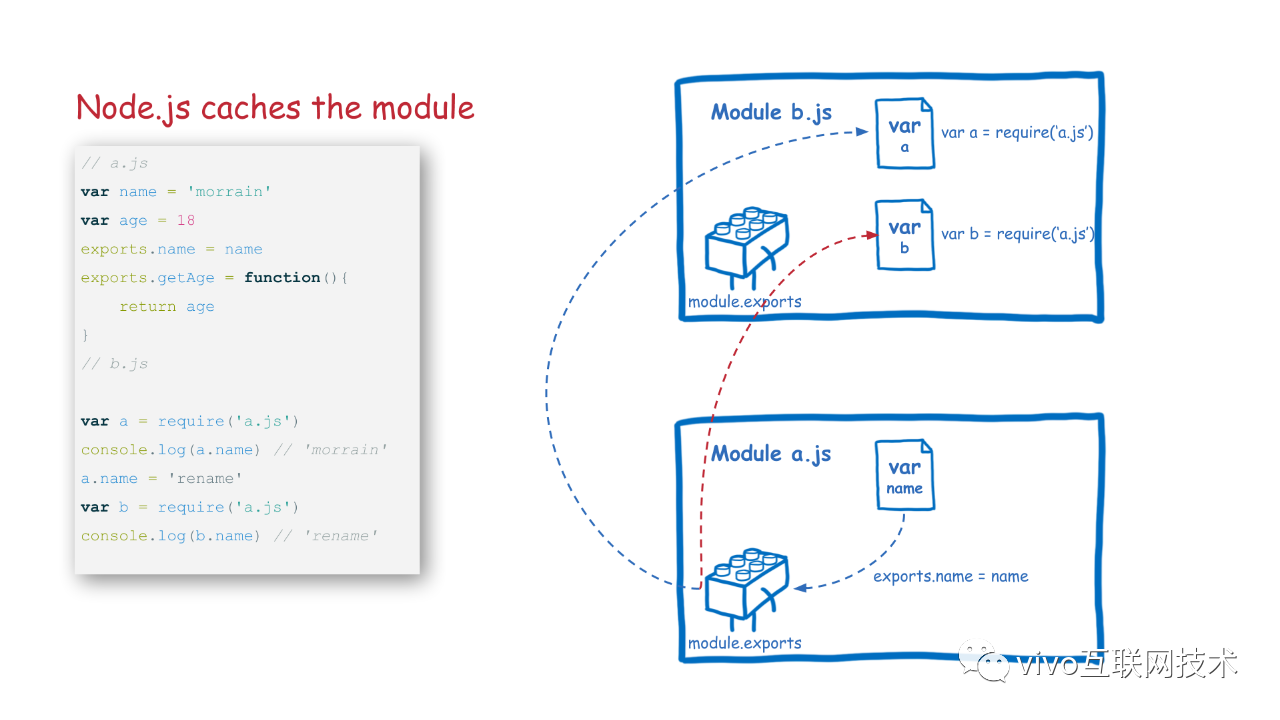 Node.js caches the module
// a.js
var name = 'morrain'
var age = 18
exports.name = name
exports.getAge = function(){
    return age
}
// b.js
var a = require('a.js')
console.log(a.name) // 'morrain'
a.name = 'rename'
var b = require('a.js')
console.log(b.name) // 'rename'
Module b.js
var
a
var a = require('a.js')
var
b
var b = require('a.js')
module.exports
Module a.js
var
name
exports.name = name
module.exports
vivo互联网技术